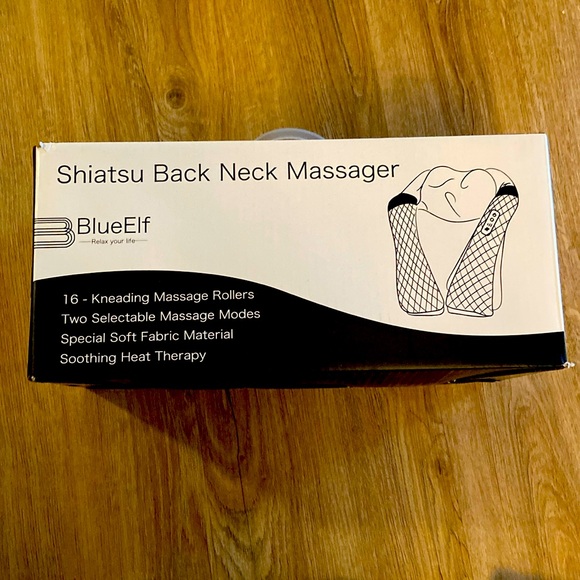 Shiatsu Back Neck Massager
BlueElf
Relax your life
16 - Kneading Massage Rollers
Two Selectable Massage Modes
Special Soft Fabric Material
Soothing Heat Therapy